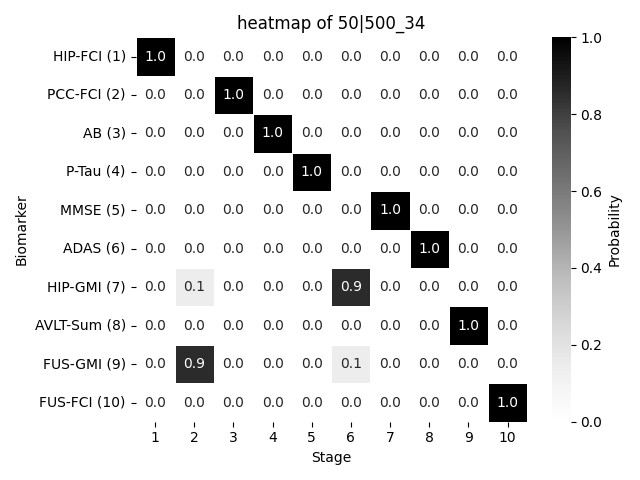 heatmap of 50|500_34
HIP-FCI (1) 1.0 0.0 0.0 0.0 0.0 0.0 0.0 0.0 0.0 0.0
PCC-FCI (2) 0.0 0.0 1.0 0.0 0.0 0.0 0.0 0.0 0.0 0.0
AB (3) 0.0 0.0 0.0 1.0 0.0 0.0 0.0 0.0 0.0 0.0
P-Tau (4) 0.0 0.0 0.0 0.0 1.0 0.0 0.0 0.0 0.0 0.0
MMSE (5) 0.0 0.0 0.0 0.0 0.0 0.0 1.0 0.0 0.0 0.0
ADAS (6) 0.0 0.0 0.0 0.0 0.0 0.0 0.0 1.0 0.0 0.0
HIP-GMI (7) 0.0 0.1 0.0 0.0 0.0 0.9 0.0 0.0 0.0 0.0
AVLT-Sum (8) 0.0 0.0 0.0 0.0 0.0 0.0 0.0 0.0 1.0 0.0
FUS-GMI (9) 0.0 0.9 0.0 0.0 0.0 0.1 0.0 0.0 0.0 0.0
FUS-FCI (10) 0.0 0.0 0.0 0.0 0.0 0.0 0.0 0.0 0.0 1.0
1 2 3 4 5 6 7 8 9 10
Stage
Biomarker
1.0
0.8
0.6
0.4
0.2
0.0
Probability